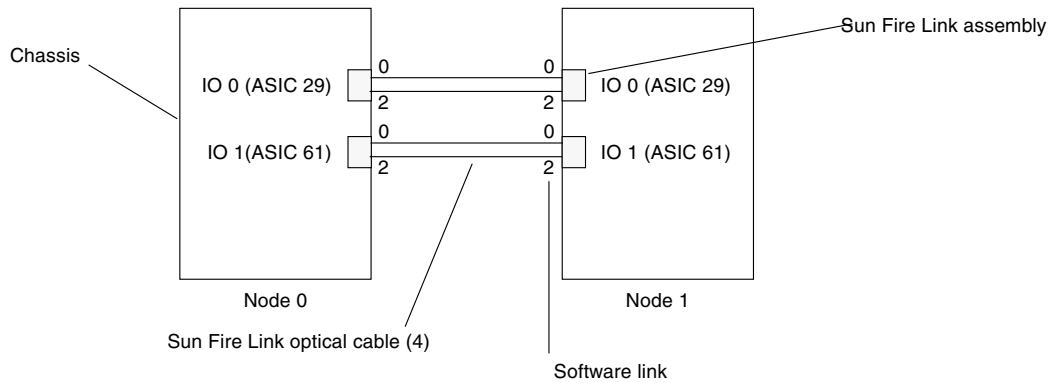 Sun Fire Link assembly
Chassis
0 0
IO 0 (ASIC 29) IO 0 (ASIC 29)
2 2
0 0
IO 1(ASIC 61) IO 1 (ASIC 61)
2 2
Node 0 Node 1
Sun Fire Link optical cable (4)
Software link